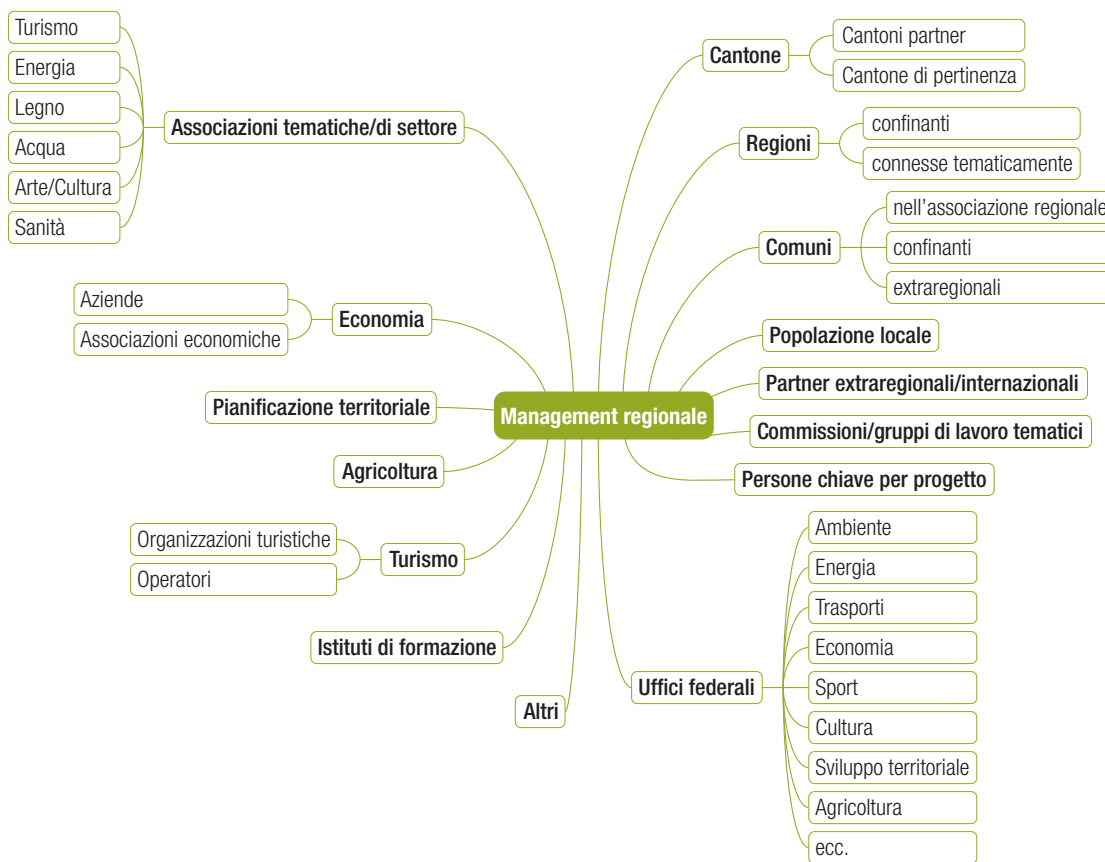 Turismo
Energia
Legno
Acqua
Arte/Cultura
Sanità
Associazioni tematiche/di settore
Aziende
Associazioni economiche
Economia
Pianificazione territoriale
Agricoltura
Organizzazioni turistiche
Operatori
Turismo
Istituti di formazione
Altri
Management regionale
Cantone
Cantoni partner
Cantone di pertinenza
Regioni
confinanti
connesse tematicamente
Comuni
nell’associazione regionale
confinanti
extraregionali
Popolazione locale
Partner extraregionali/internazionali
Commissioni/gruppi di lavoro tematici
Persone chiave per progetto
Uffici federali
Ambiente
Energia
Trasporti
Economia
Sport
Cultura
Sviluppo territoriale
Agricoltura
ecc.